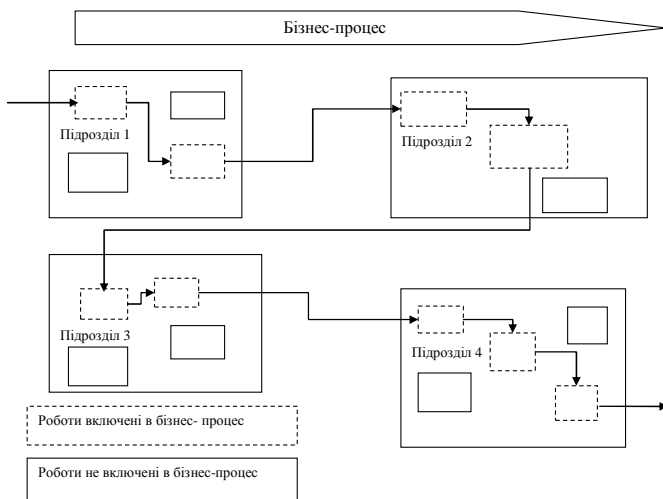 Бізнес-процес
Підрозділ 1
Підрозділ 2
Підрозділ 3
Підрозділ 4
Роботи включені в бізнес- процес
Роботи не включені в бізнес-процес